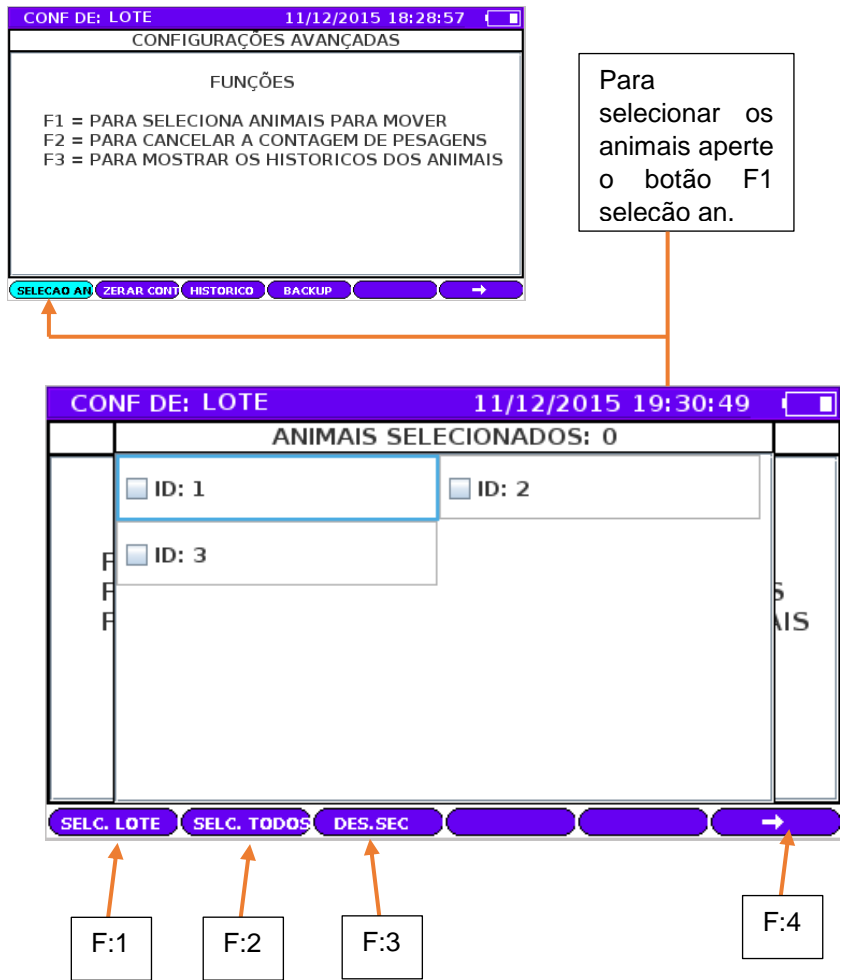 CONF DE: LOTE 11/12/2015 18:28:57
CONFIGURAÇÕES AVANÇADAS
FUNÇÕES
F1 = PARA SELECIONA ANIMAIS PARA MOVER
F2 = PARA CANCELAR A CONTAGEM DE PESAGENS
F3 = PARA MOSTRAR OS HISTORICOS DOS ANIMAIS
SELECAO AN ZERAR CONT HISTORICO BACKUP →
Para
selecionar os
animais aperte
o botão F1
selecão an.
CONF DE: LOTE 11/12/2015 19:30:49
ANIMAIS SELECIONADOS: 0
ID: 1 ID: 2
ID: 3
F
F S
F AIS
SELC. LOTE SELC. TODOS DES.SEC →
F:1 F:2 F:3 F:4